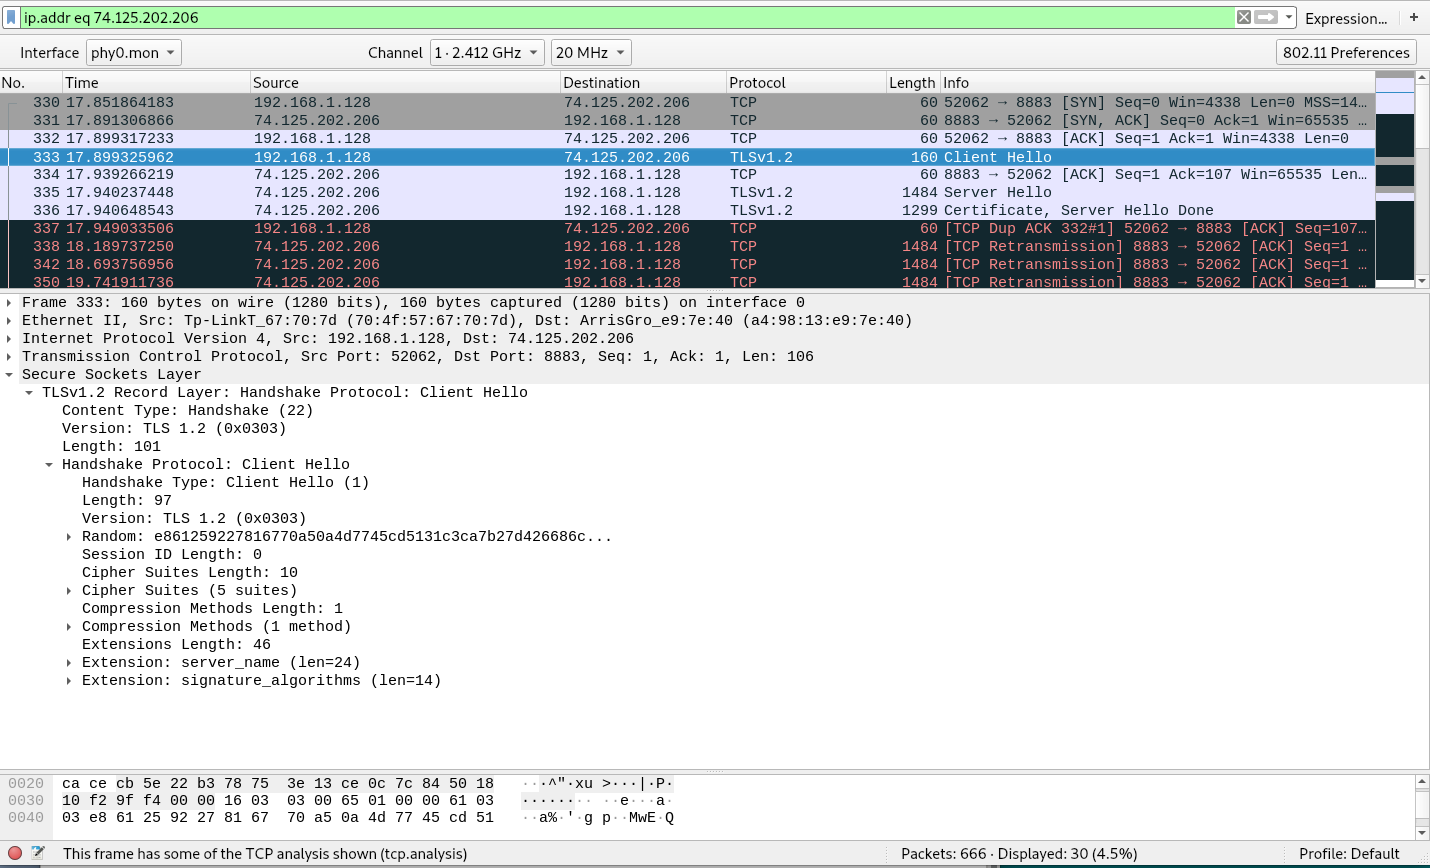 ip.addr eq 74.125.202.206
Expression... +
Interface phy0.mon Channel 1 · 2.412 GHz 20 MHz 802.11 Preferences
No. Time Source Destination Protocol Length Info
330 17.851864183 192.168.1.128 74.125.202.206 TCP 60 52062 → 8883 [SYN] Seq=0 Win=4338 Len=0 MSS=14…
331 17.891306866 74.125.202.206 192.168.1.128 TCP 60 8883 → 52062 [SYN, ACK] Seq=0 Ack=1 Win=65535 …
332 17.899317233 192.168.1.128 74.125.202.206 TCP 60 52062 → 8883 [ACK] Seq=1 Ack=1 Win=4338 Len=0
333 17.899325962 192.168.1.128 74.125.202.206 TLSv1.2 160 Client Hello
334 17.939266219 74.125.202.206 192.168.1.128 TCP 60 8883 → 52062 [ACK] Seq=1 Ack=107 Win=65535 Len…
335 17.940237448 74.125.202.206 192.168.1.128 TLSv1.2 1484 Server Hello
336 17.940648543 74.125.202.206 192.168.1.128 TLSv1.2 1299 Certificate, Server Hello Done
337 17.949033506 192.168.1.128 74.125.202.206 TCP 60 [TCP Dup ACK 332#1] 52062 → 8883 [ACK] Seq=107…
338 18.189737250 74.125.202.206 192.168.1.128 TCP 1484 [TCP Retransmission] 8883 → 52062 [ACK] Seq=1 …
342 18.693756956 74.125.202.206 192.168.1.128 TCP 1484 [TCP Retransmission] 8883 → 52062 [ACK] Seq=1 …
350 19.741911736 74.125.202.206 192.168.1.128 TCP 1484 [TCP Retransmission] 8883 → 52062 [ACK] Seq=1 …
Frame 333: 160 bytes on wire (1280 bits), 160 bytes captured (1280 bits) on interface 0
Ethernet II, Src: Tp-LinkT_67:70:7d (70:4f:57:67:70:7d), Dst: ArrisGro_e9:7e:40 (a4:98:13:e9:7e:40)
Internet Protocol Version 4, Src: 192.168.1.128, Dst: 74.125.202.206
Transmission Control Protocol, Src Port: 52062, Dst Port: 8883, Seq: 1, Ack: 1, Len: 106
Secure Sockets Layer
TLSv1.2 Record Layer: Handshake Protocol: Client Hello
Content Type: Handshake (22)
Version: TLS 1.2 (0x0303)
Length: 101
Handshake Protocol: Client Hello
Handshake Type: Client Hello (1)
Length: 97
Version: TLS 1.2 (0x0303)
Random: e861259227816770a50a4d7745cd5131c3ca7b27d426686c...
Session ID Length: 0
Cipher Suites Length: 10
Cipher Suites (5 suites)
Compression Methods Length: 1
Compression Methods (1 method)
Extensions Length: 46
Extension: server_name (len=24)
Extension: signature_algorithms (len=14)
0020 ca ce cb 5e 22 b3 78 75 3e 13 ce 0c 7c 84 50 18 ···^"·xu >···|·P·
0030 10 f2 9f f4 00 00 16 03 03 00 65 01 00 00 61 03 ········ ··e···a·
0040 03 e8 61 25 92 27 81 67 70 a5 0a 4d 77 45 cd 51 ··a%·'·g p··MwE·Q
This frame has some of the TCP analysis shown (tcp.analysis) Packets: 666 · Displayed: 30 (4.5%) Profile: Default